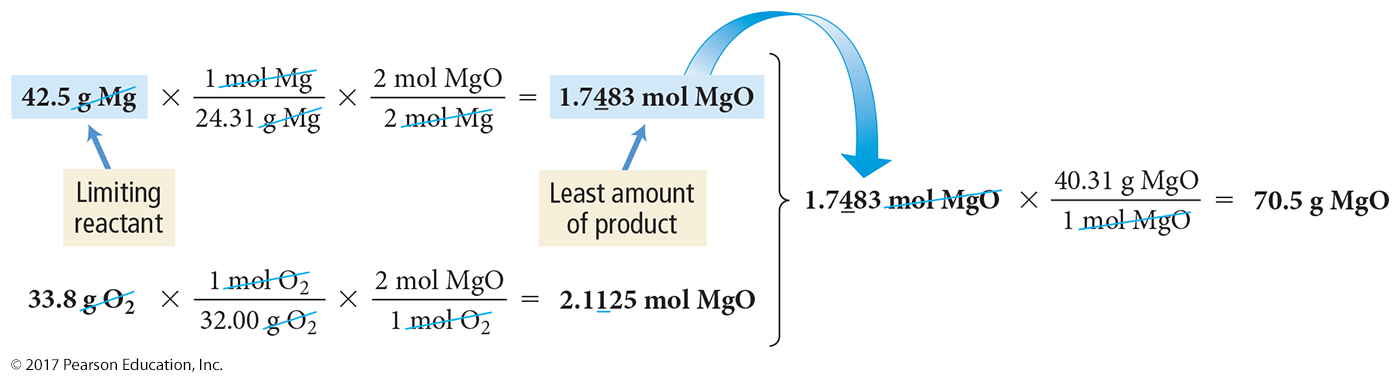 42.5 g Mg × 1 mol Mg / 24.31 g Mg × 2 mol MgO / 2 mol Mg = 1.7483 mol MgO
Limiting
reactant
Least amount
of product
1.7483 mol MgO × 40.31 g MgO / 1 mol MgO = 70.5 g MgO
33.8 g O₂ × 1 mol O₂ / 32.00 g O₂ × 2 mol MgO / 1 mol O₂ = 2.1125 mol MgO
© 2017 Pearson Education, Inc.